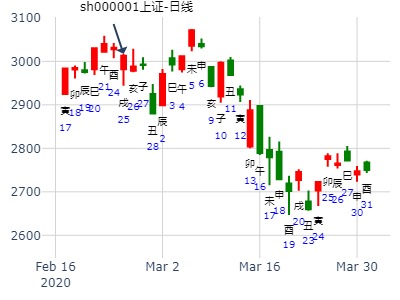 sh000001上证-日线
3100
3000
2900
2800
2700
2600
寅
17
卯
18
辰
19
巳
20
午
21
酉
24
戌
25
亥
26
子
27
丑
28
辰
2
巳
3
午
4
未
5
申
6
亥
9
子
10
丑
11
寅
12
卯
13
午
16
未
17
申
18
酉
19
戌
20
丑
23
寅
24
卯
25
辰
26
巳
27
申
30
酉
31
Feb 16
2020
Mar 2
Mar 16
Mar 30